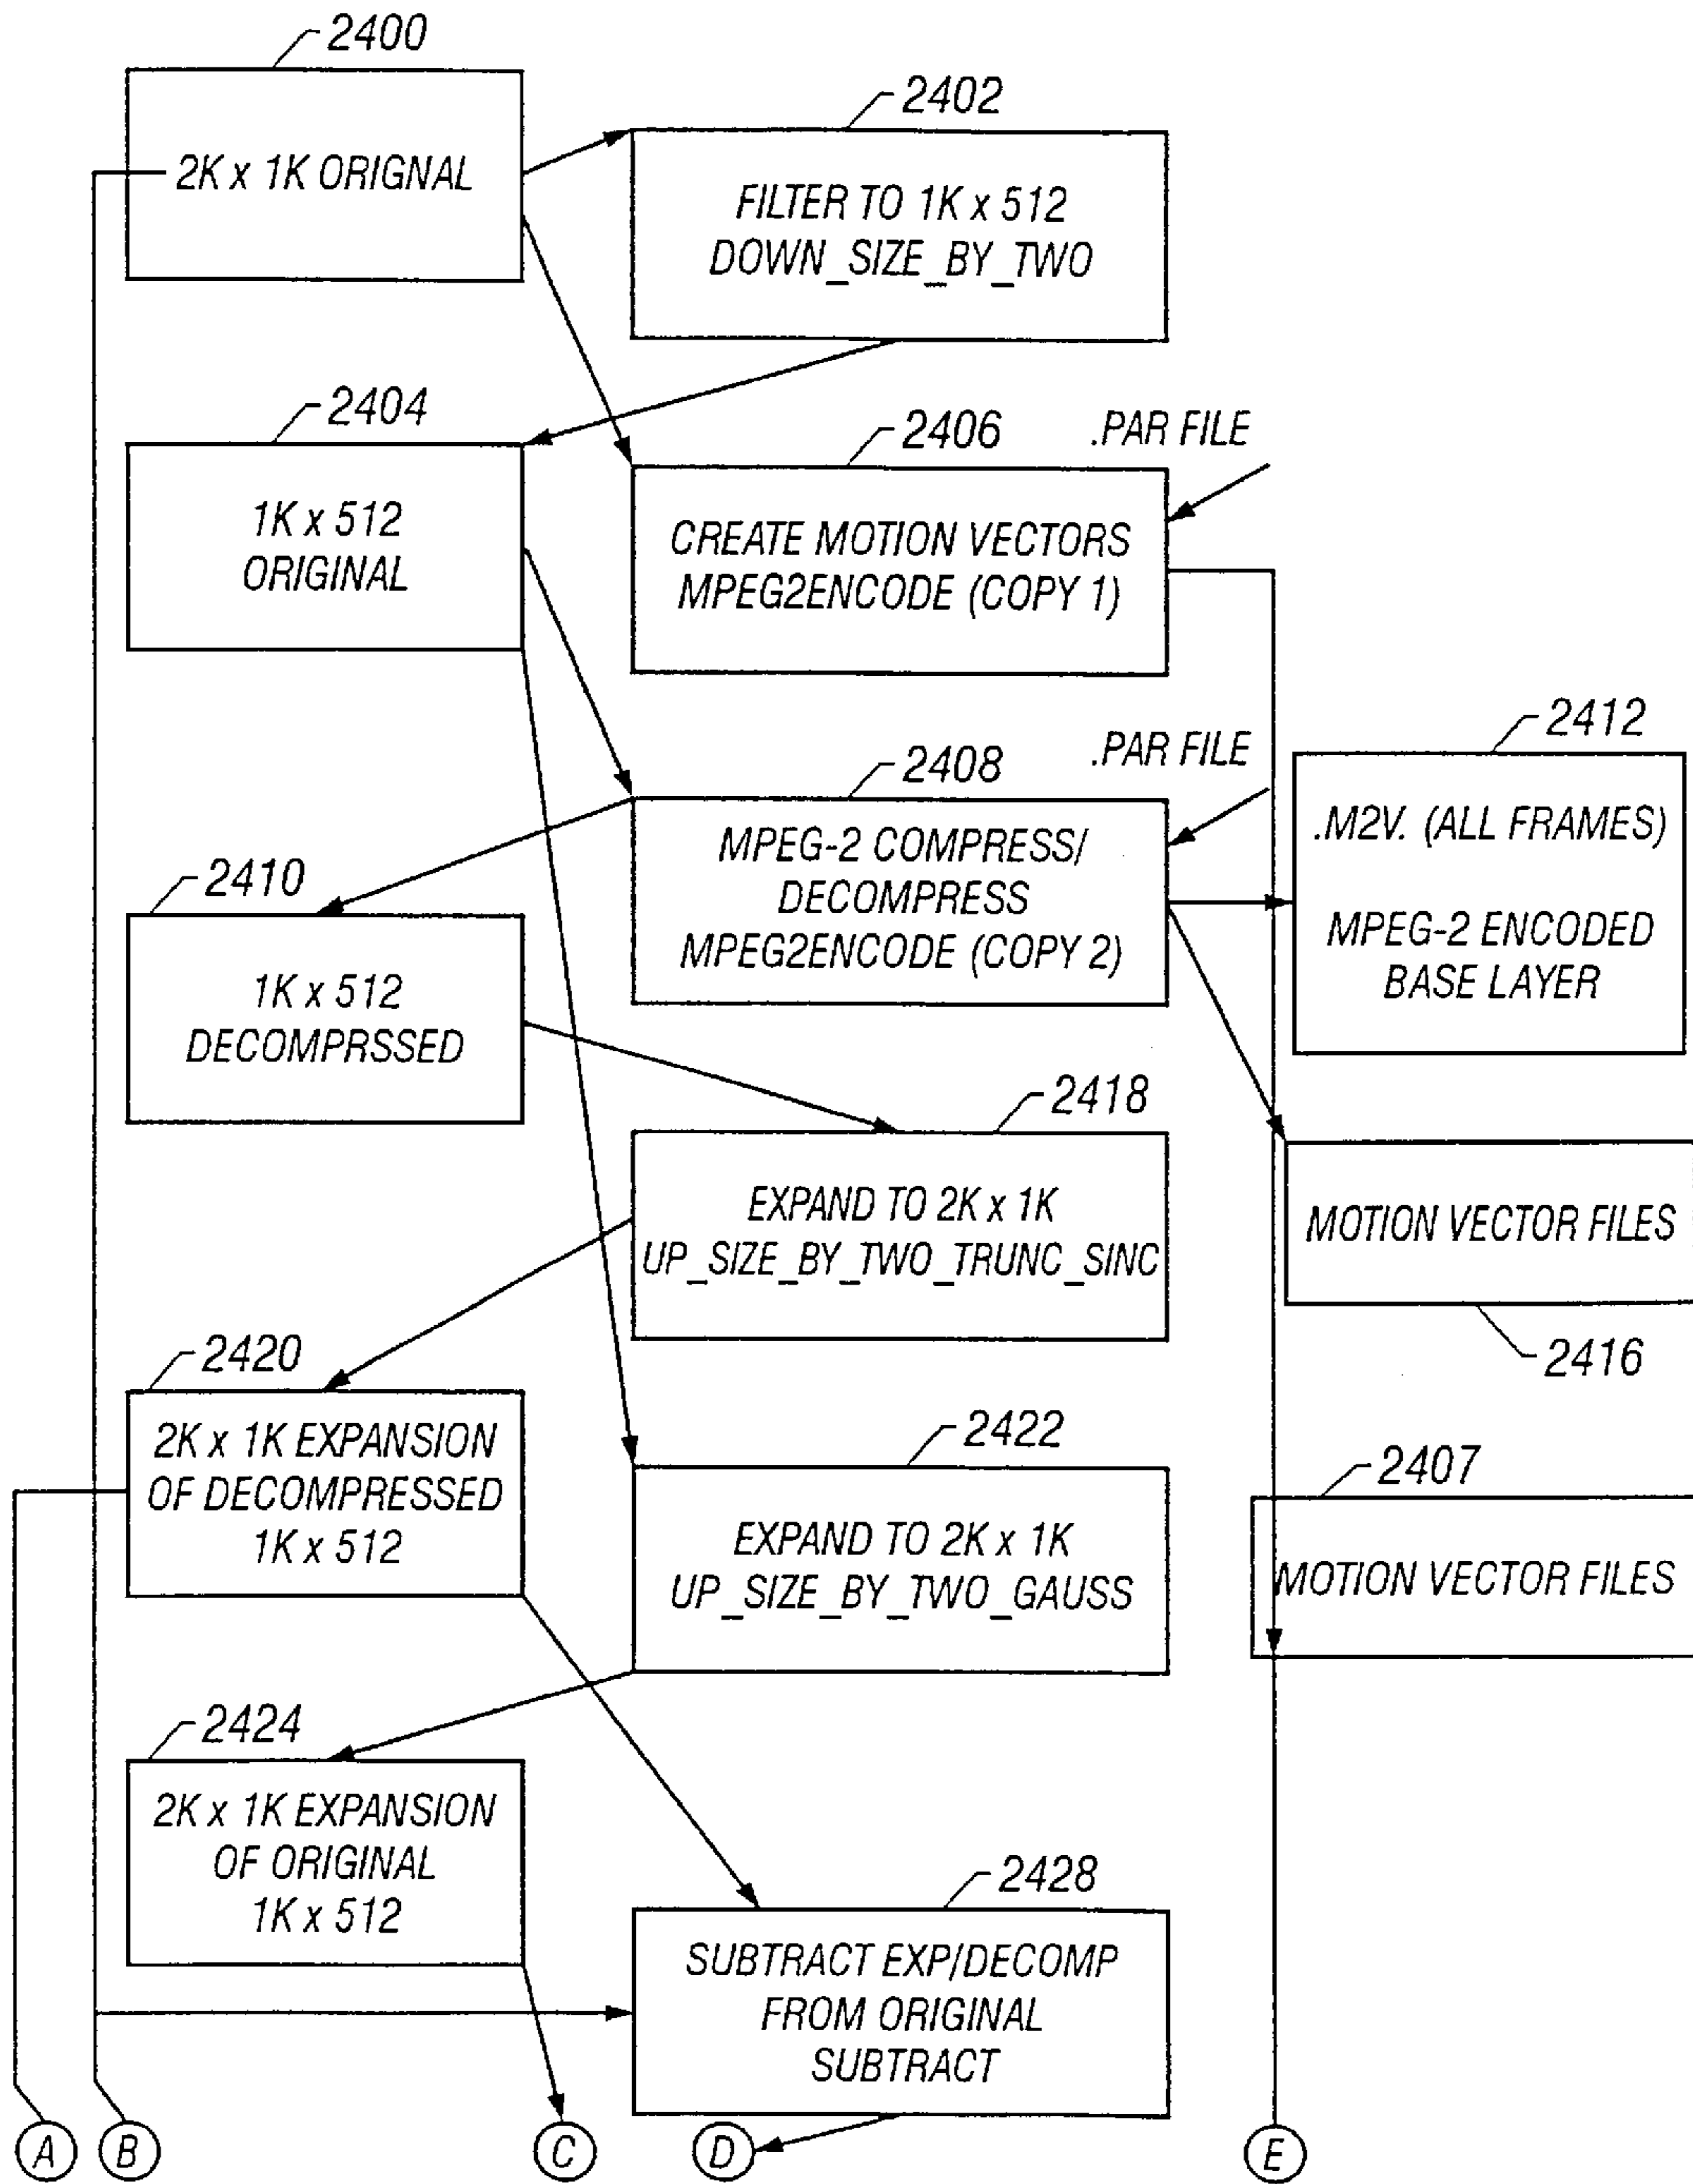 2400
2K x 1K ORIGNAL
2402
FILTER TO 1K x 512
DOWN_SIZE_BY_TWO
2404
1K x 512
ORIGINAL
2406
.PAR FILE
CREATE MOTION VECTORS
MPEG2ENCODE (COPY 1)
2408
.PAR FILE
MPEG-2 COMPRESS/
DECOMPRESS
MPEG2ENCODE (COPY 2)
2412
.M2V. (ALL FRAMES)
MPEG-2 ENCODED
BASE LAYER
2410
1K x 512
DECOMPRSSED
2418
EXPAND TO 2K x 1K
UP_SIZE_BY_TWO_TRUNC_SINC
MOTION VECTOR FILES
2416
2420
2K x 1K EXPANSION
OF DECOMPRESSED
1K x 512
2422
EXPAND TO 2K x 1K
UP_SIZE_BY_TWO_GAUSS
2407
MOTION VECTOR FILES
2424
2K x 1K EXPANSION
OF ORIGINAL
1K x 512
2428
SUBTRACT EXP/DECOMP
FROM ORIGINAL
SUBTRACT
A
B
C
D
E